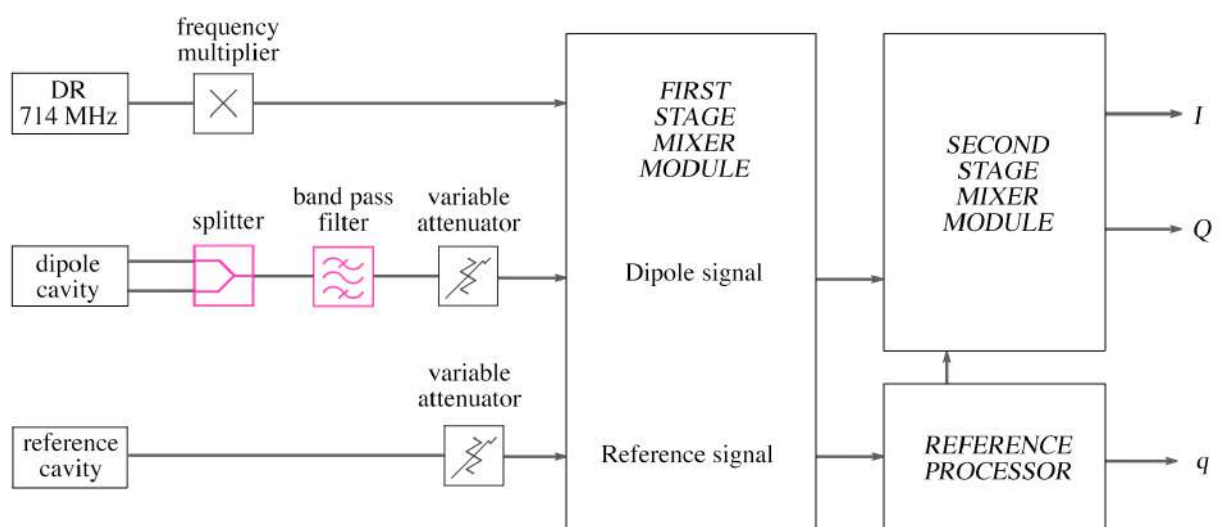 frequency
multiplier
DR
714 MHz
FIRST
STAGE
MIXER
MODULE
SECOND
STAGE
MIXER
MODULE
I
Q
splitter
band pass
filter
variable
attenuator
dipole
cavity
Dipole signal
variable
attenuator
reference
cavity
Reference signal
REFERENCE
PROCESSOR
q